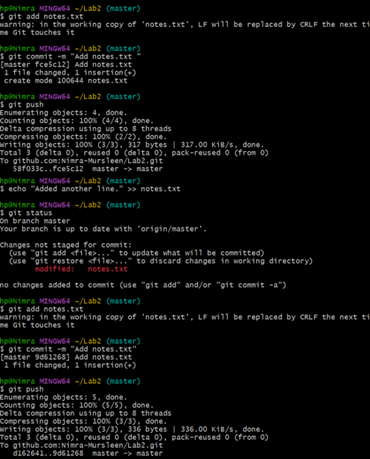 hp@Nimra MINGW64 ~/Lab2 (master)
$ git add notes.txt
warning: in the working copy of 'notes.txt', LF will be replaced by CRLF the next ti
me Git touches it
hp@Nimra MINGW64 ~/Lab2 (master)
$ git commit -m "Add notes.txt "
[master fce5c12] Add notes.txt
1 file changed, 1 insertion(+)
create mode 100644 notes.txt
hp@Nimra MINGW64 ~/Lab2 (master)
$ git push
Enumerating objects: 4, done.
Counting objects: 100% (4/4), done.
Delta compression using up to 8 threads
Compressing objects: 100% (2/2), done.
Writing objects: 100% (3/3), 317 bytes | 317.00 KiB/s, done.
Total 3 (delta 0), reused 0 (delta 0), pack-reused 0 (from 0)
To github.com:Nimra-Mursleen/Lab2.git
58f033c..fce5c12 master -> master
hp@Nimra MINGW64 ~/Lab2 (master)
$ echo "Added another line." >> notes.txt
hp@Nimra MINGW64 ~/Lab2 (master)
$ git status
On branch master
Your branch is up to date with 'origin/master'.
Changes not staged for commit:
(use "git add <file>..." to update what will be committed)
(use "git restore <file>..." to discard changes in working directory)
modified: notes.txt
no changes added to commit (use "git add" and/or "git commit -a")
hp@Nimra MINGW64 ~/Lab2 (master)
$ git add notes.txt
warning: in the working copy of 'notes.txt', LF will be replaced by CRLF the next ti
me Git touches it
hp@Nimra MINGW64 ~/Lab2 (master)
$ git commit -m "Add notes.txt"
[master 9d61268] Add notes.txt
1 file changed, 1 insertion(+)
hp@Nimra MINGW64 ~/Lab2 (master)
$ git push
Enumerating objects: 5, done.
Counting objects: 100% (5/5), done.
Delta compression using up to 8 threads
Compressing objects: 100% (3/3), done.
Writing objects: 100% (3/3), 336 bytes | 336.00 KiB/s, done.
Total 3 (delta 0), reused 0 (delta 0), pack-reused 0 (from 0)
To github.com:Nimra-Mursleen/Lab2.git
d162641..9d61268 master -> master